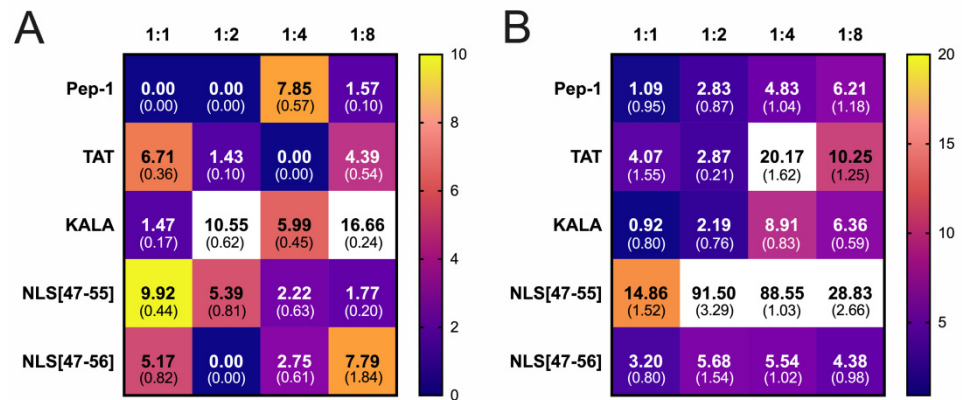 A
1:1 1:2 1:4 1:8
10
Pep-1 0.00 0.00 7.85 1.57
(0.00) (0.00) (0.57) (0.10)
8
TAT 6.71 1.43 0.00 4.39
(0.36) (0.10) (0.00) (0.54)
6
KALA 1.47 10.55 5.99 16.66
(0.17) (0.62) (0.45) (0.24)
4
NLS[47-55] 9.92 5.39 2.22 1.77
(0.44) (0.81) (0.63) (0.20)
2
NLS[47-56] 5.17 0.00 2.75 7.79
(0.82) (0.00) (0.61) (1.84)
0
B
1:1 1:2 1:4 1:8
20
Pep-1 1.09 2.83 4.83 6.21
(0.95) (0.87) (1.04) (1.18)
15
TAT 4.07 2.87 20.17 10.25
(1.55) (0.21) (1.62) (1.25)
KALA 0.92 2.19 8.91 6.36
(0.80) (0.76) (0.83) (0.59)
10
NLS[47-55] 14.86 91.50 88.55 28.83
(1.52) (3.29) (1.03) (2.66)
5
NLS[47-56] 3.20 5.68 5.54 4.38
(0.80) (1.54) (1.02) (0.98)